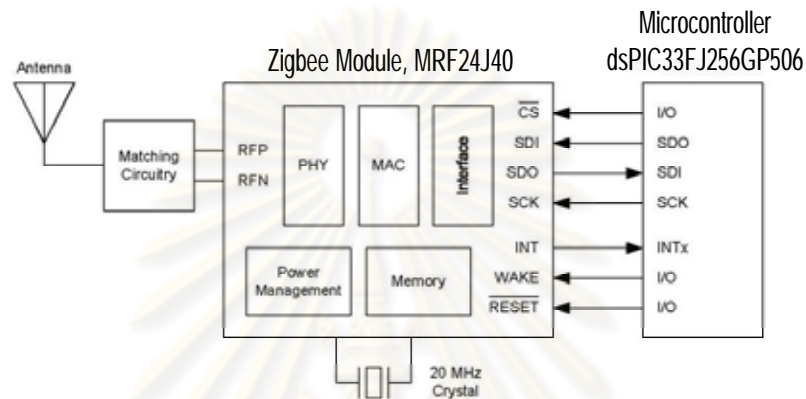 Microcontroller
dsPIC33FJ256GP506
Zigbee Module, MRF24J40
Antenna
Matching
Circuitry
RFP
RFN
PHY
MAC
Interface
Power
Management
Memory
CS
SDI
SDO
SCK
INT
WAKE
RESET
I/O
SDO
SDI
SCK
INTx
I/O
I/O
20 MHz
Crystal